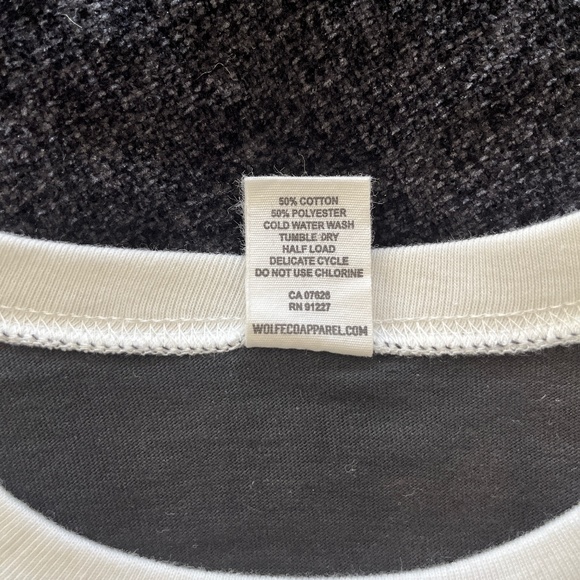 50% COTTON
50% POLYESTER
COLD WATER WASH
TUMBLE DRY
HALF LOAD
DELICATE CYCLE
DO NOT USE CHLORINE
CA 07626
RN 91227
WOLFECOAPPAREL.COM